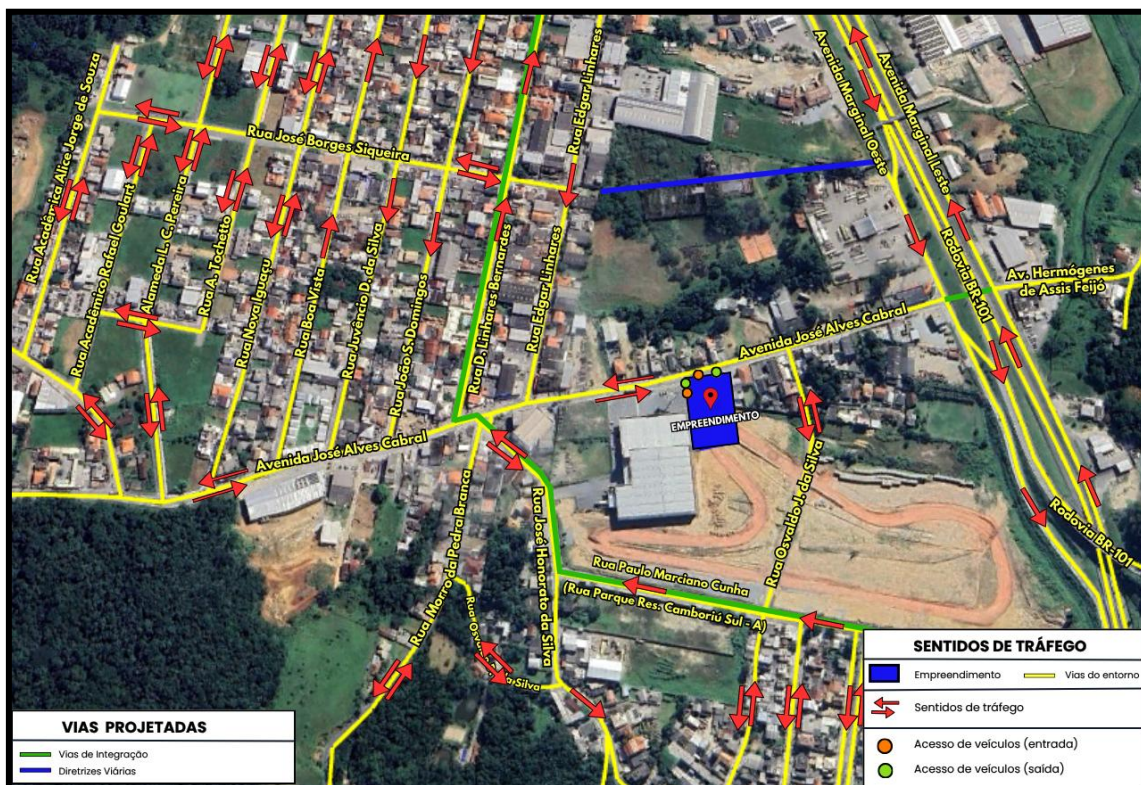 Rua Acadêmica Alice Jorge de Souza
Rua Acadêmico Rafael Goulart
Alameda L. C. Pereira
Rua A. Tochetto
Rua José Borges Siqueira
Rua Nova Iguaçu
Rua Boa Vista
Rua Juvêncio D. da Silva
Rua João S. Domingos
Rua D. Linhares Bernardes
Rua Edgar Linhares
Rua Edgar Linhares
Avenida Marginal Oeste
Avenida Marginal Leste
Rodovia BR-101
Av. Hermógenes
de Assis Feijó
Avenida José Alves Cabral
EMPREENDIMENTO
Avenida José Alves Cabral
Rua Osvaldo J. da Silva
Rua Morro da Pedra Branca
Rua José Honorato da Silva
Rua Paulo Marciano Cunha
(Rua Parque Res. Camboriú Sul - A)
Rodovia BR-101
VIAS PROJETADAS
Vias de Integração
Diretrizes Viárias
SENTIDOS DE TRÁFEGO
Empreendimento
Vias do entorno
Sentidos de tráfego
Acesso de veículos (entrada)
Acesso de veículos (saída)